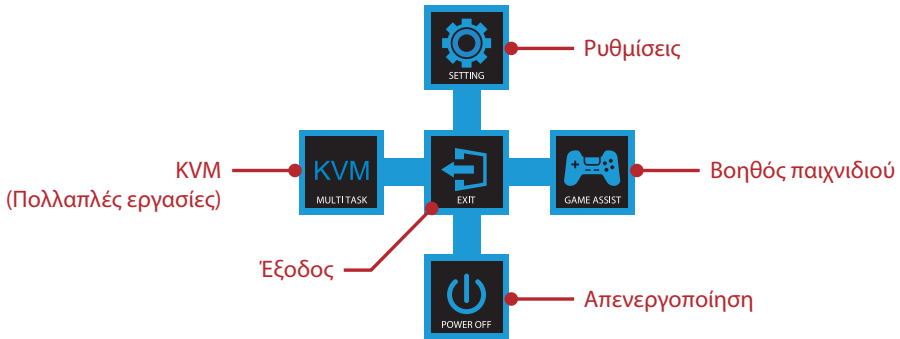 SETTING
Ρυθμίσεις
KVM
(Πολλαπλές εργασίες)
KVM
MULTI TASK
EXIT
GAME ASSIST
Βοηθός παιχνιδιού
Έξοδος
POWER OFF
Απενεργοποίηση